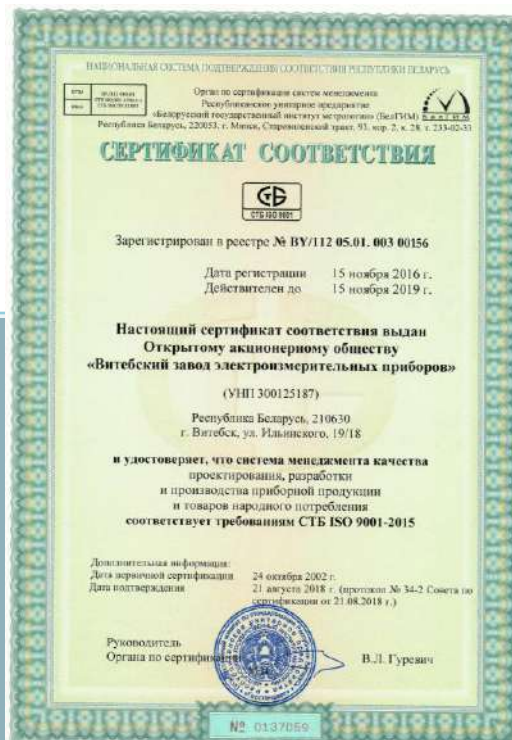 НАЦИОНАЛЬНАЯ СИСТЕМА ПОДТВЕРЖДЕНИЯ СООТВЕТСТВИЯ РЕСПУБЛИКИ БЕЛАРУСЬ
Орган по сертификации систем менеджмента
Республиканское унитарное предприятие
«Белорусский государственный институт метрологии» (БелГИМ)
Республика Беларусь, 220053, г. Минск, Старовиленский тракт, 93, кор. 2, к. 28, т. 233-02-33
БелГИМ
СЕРТИФИКАТ СООТВЕТСТВИЯ
СТБ
СТБ ISO 9001
Зарегистрирован в реестре № BY/112 05.01. 003 00156
Дата регистрации 15 ноября 2016 г.
Действителен до 15 ноября 2019 г.
Настоящий сертификат соответствия выдан
Открытому акционерному обществу
«Витебский завод электроизмерительных приборов»
(УНП 300125187)
Республика Беларусь, 210630
г. Витебск, ул. Ильинского, 19/18
и удостоверяет, что система менеджмента качества
проектирования, разработки
и производства приборной продукции
и товаров народного потребления
соответствует требованиям СТБ ISO 9001-2015
Дополнительная информация:
Дата первичной сертификации 24 октября 2002 г.
Дата подтверждения 21 августа 2018 г. (протокол № 34-2 Совета по
сертификации от 21.08.2018 г.)
Руководитель
Органа по сертификации В.Л. Гуревич
№ 0137059